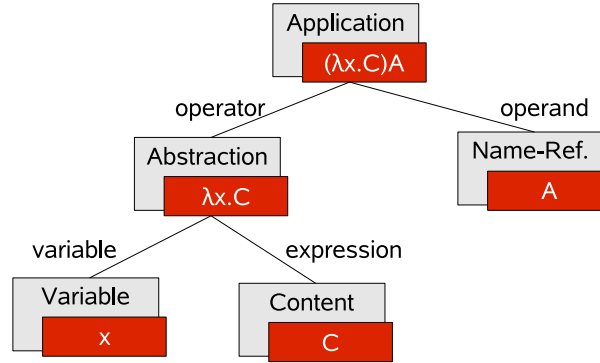 Application
(λx.C)A
operator
operand
Abstraction
λx.C
Name-Ref.
A
variable
expression
Variable
x
Content
C